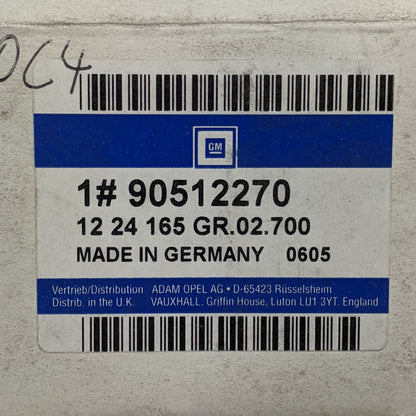 OC4
GM
1# 90512270
12 24 165 GR.02.700
MADE IN GERMANY 0605
Vertrieb/Distribution ADAM OPEL AG • D-65423 Rüsselsheim
Distrib. in the U.K. VAUXHALL, Griffin House, Luton LU1 3YT, England